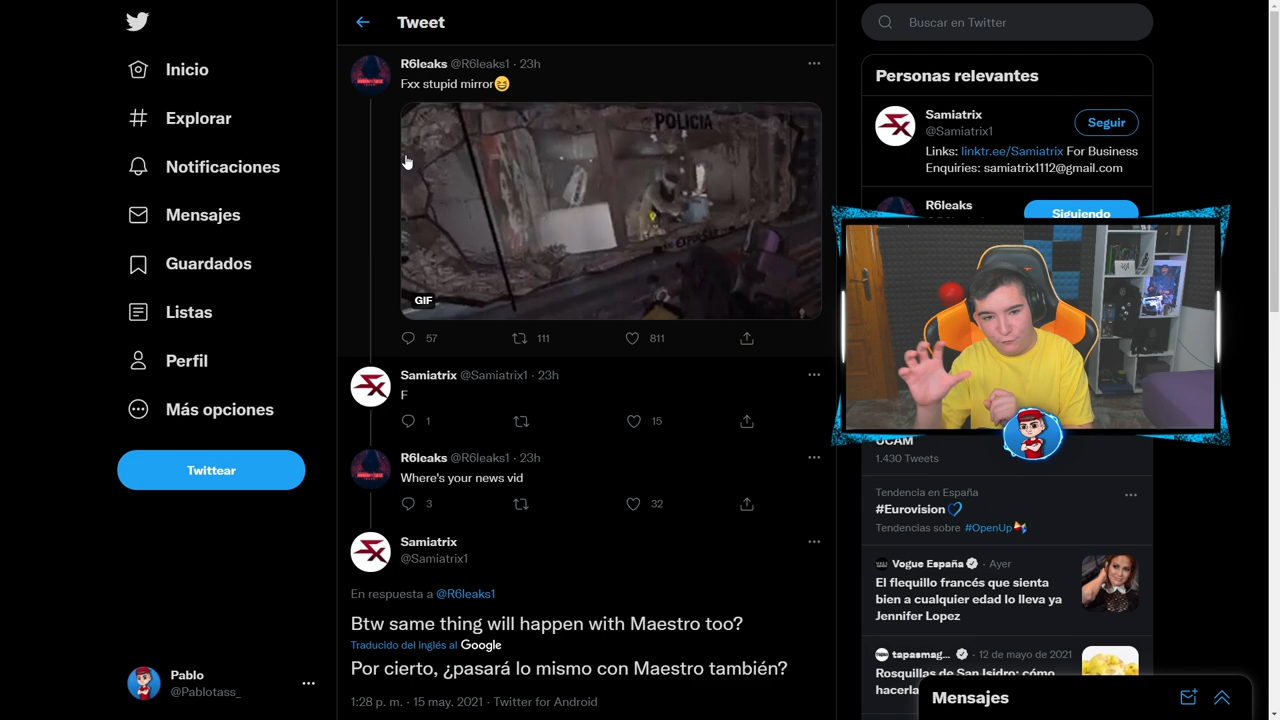 Inicio
Explorar
Notificaciones
Mensajes
Guardados
Listas
Perfil
Más opciones
Twittear
Pablo
@Pablotass_
Tweet
R6leaks @R6leaks1 · 23h
Fxx stupid mirror😆
POLICIA
GIF
57 111 811
Samiatrix @Samiatrix1 · 23h
F
1 15
R6leaks @R6leaks1 · 23h
Where's your news vid
3 32
Samiatrix
@Samiatrix1
En respuesta a @R6leaks1
Btw same thing will happen with Maestro too?
Traducido del inglés al Google
Por cierto, ¿pasará lo mismo con Maestro también?
1:28 p. m. · 15 may. 2021 · Twitter for Android
Buscar en Twitter
Personas relevantes
Samiatrix
@Samiatrix1
Seguir
Links: linktr.ee/Samiatrix For Business
Enquiries: samiatrix1112@gmail.com
R6leaks
Siguiendo
UCAM
1.430 Tweets
Tendencia en España
#Eurovision
Tendencias sobre #OpenUp
Vogue España · Ayer
El flequillo francés que sienta
bien a cualquier edad lo lleva ya
Jennifer Lopez
tapasmag... · 12 de mayo de 2021
Rosquillas de San Isidro: cómo
hacerla
Mensajes